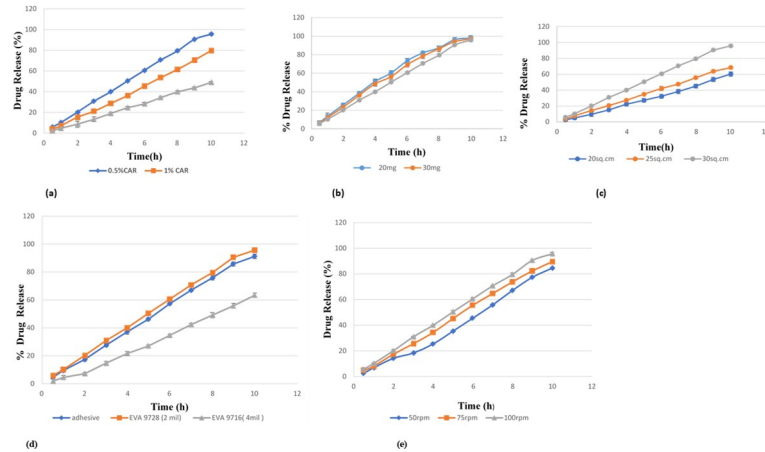 120
100
80
60
40
20
0
Drug Release (%)
0 2 4 6 8 10 12
Time(h)
0.5%CAR 1% CAR
(a)
120
100
80
60
40
20
0
% Drug Release
0 2 4 6 8 10 12
Time (h)
20mg 30mg
(b)
120
100
80
60
40
20
0
% Drug Release
0 2 4 6 8 10 12
Time (h)
20sq.cm 25sq.cm 30sq.cm
(c)
120
100
80
60
40
20
0
% Drug Release
0 2 4 6 8 10 12
Time (h)
adhesive EVA 9728 (2 mil) EVA 9716( 4mil )
(d)
120
100
80
60
40
20
0
Drug Release (%)
0 2 4 6 8 10 12
Time (h)
50rpm 75rpm 100rpm
(e)